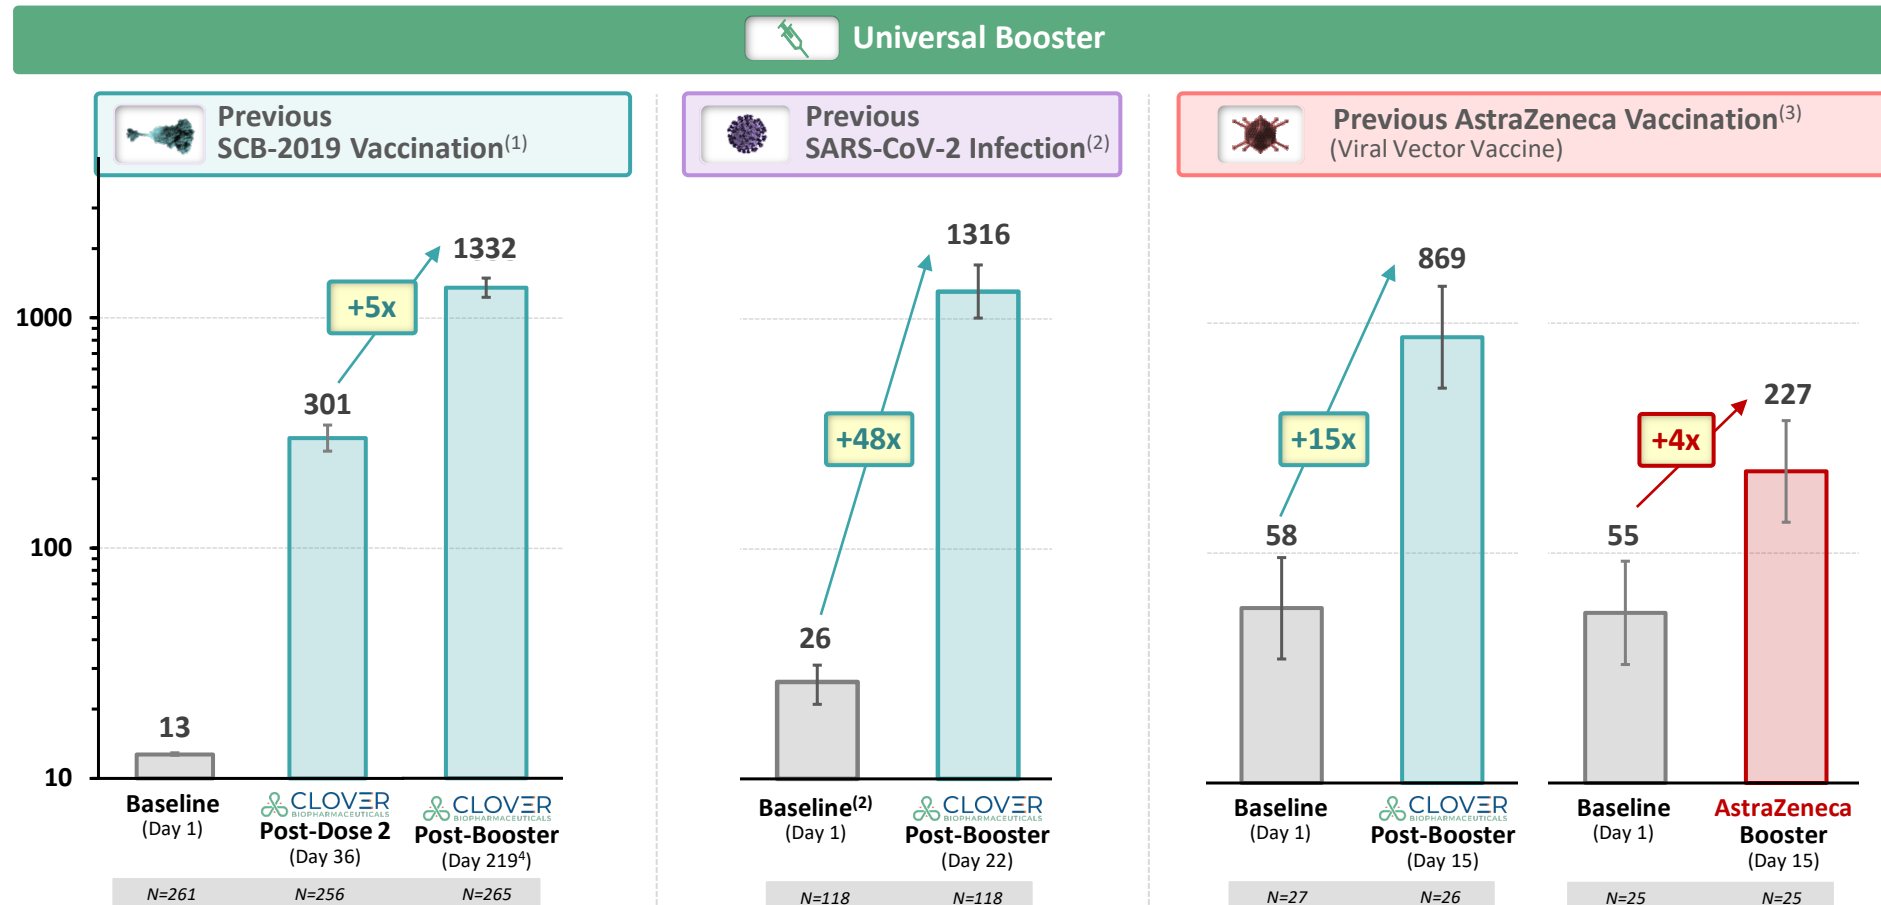 Universal Booster
Previous
SCB-2019 Vaccination(1)
Previous
SARS-CoV-2 Infection(2)
Previous AstraZeneca Vaccination(3)
(Viral Vector Vaccine)
1000
100
10
13
301
+5x
1332
26
+48x
1316
58
+15x
869
55
+4x
227
Baseline
(Day 1)
CLOVER
BIOPHARMACEUTICALS
Post-Dose 2
(Day 36)
CLOVER
BIOPHARMACEUTICALS
Post-Booster
(Day 219⁴)
Baseline(2)
(Day 1)
CLOVER
BIOPHARMACEUTICALS
Post-Booster
(Day 22)
Baseline
(Day 1)
CLOVER
BIOPHARMACEUTICALS
Post-Booster
(Day 15)
Baseline
(Day 1)
AstraZeneca
Booster
(Day 15)
N=261
N=256
N=265
N=118
N=118
N=27
N=26
N=25
N=25